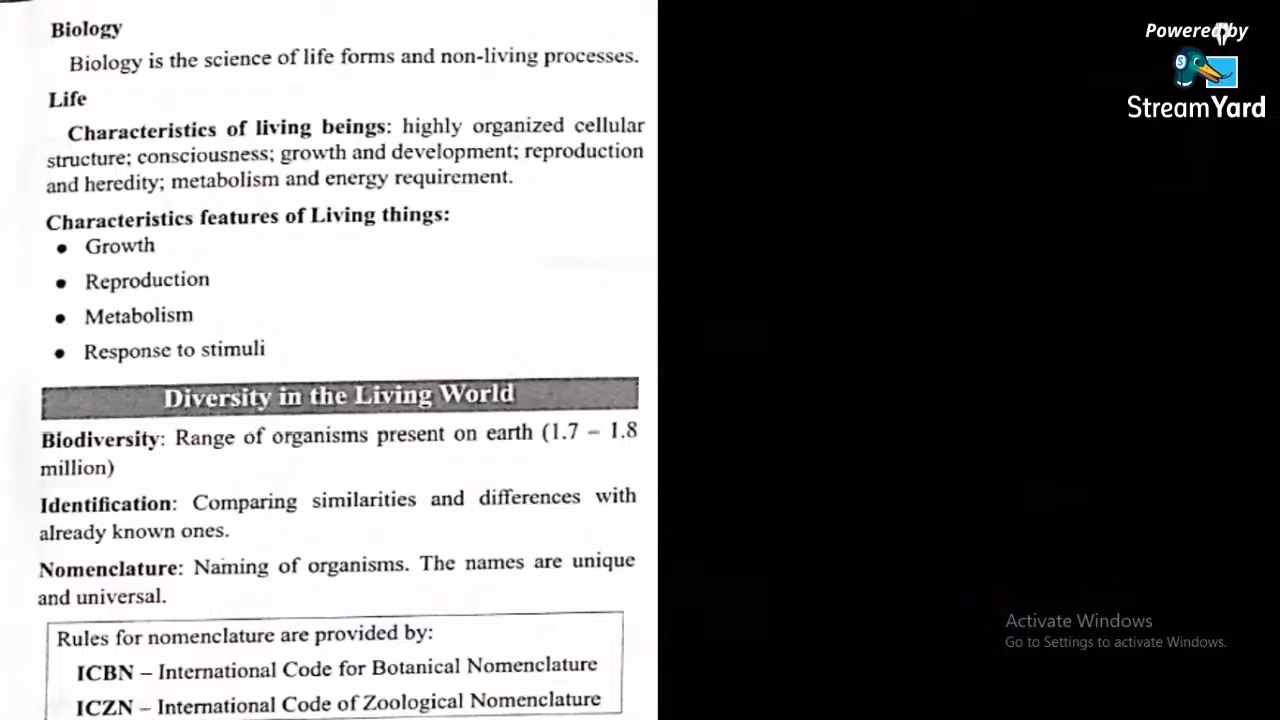 Biology
Biology is the science of life forms and non-living processes.
Life
Characteristics of living beings: highly organized cellular
structure; consciousness; growth and development; reproduction
and heredity; metabolism and energy requirement.
Characteristics features of Living things:
• Growth
• Reproduction
• Metabolism
• Response to stimuli
Diversity in the Living World
Biodiversity: Range of organisms present on earth (1.7 – 1.8
million)
Identification: Comparing similarities and differences with
already known ones.
Nomenclature: Naming of organisms. The names are unique
and universal.
Rules for nomenclature are provided by:
ICBN – International Code for Botanical Nomenclature
ICZN – International Code of Zoological Nomenclature
Powered by
S
StreamYard
Activate Windows
Go to Settings to activate Windows.